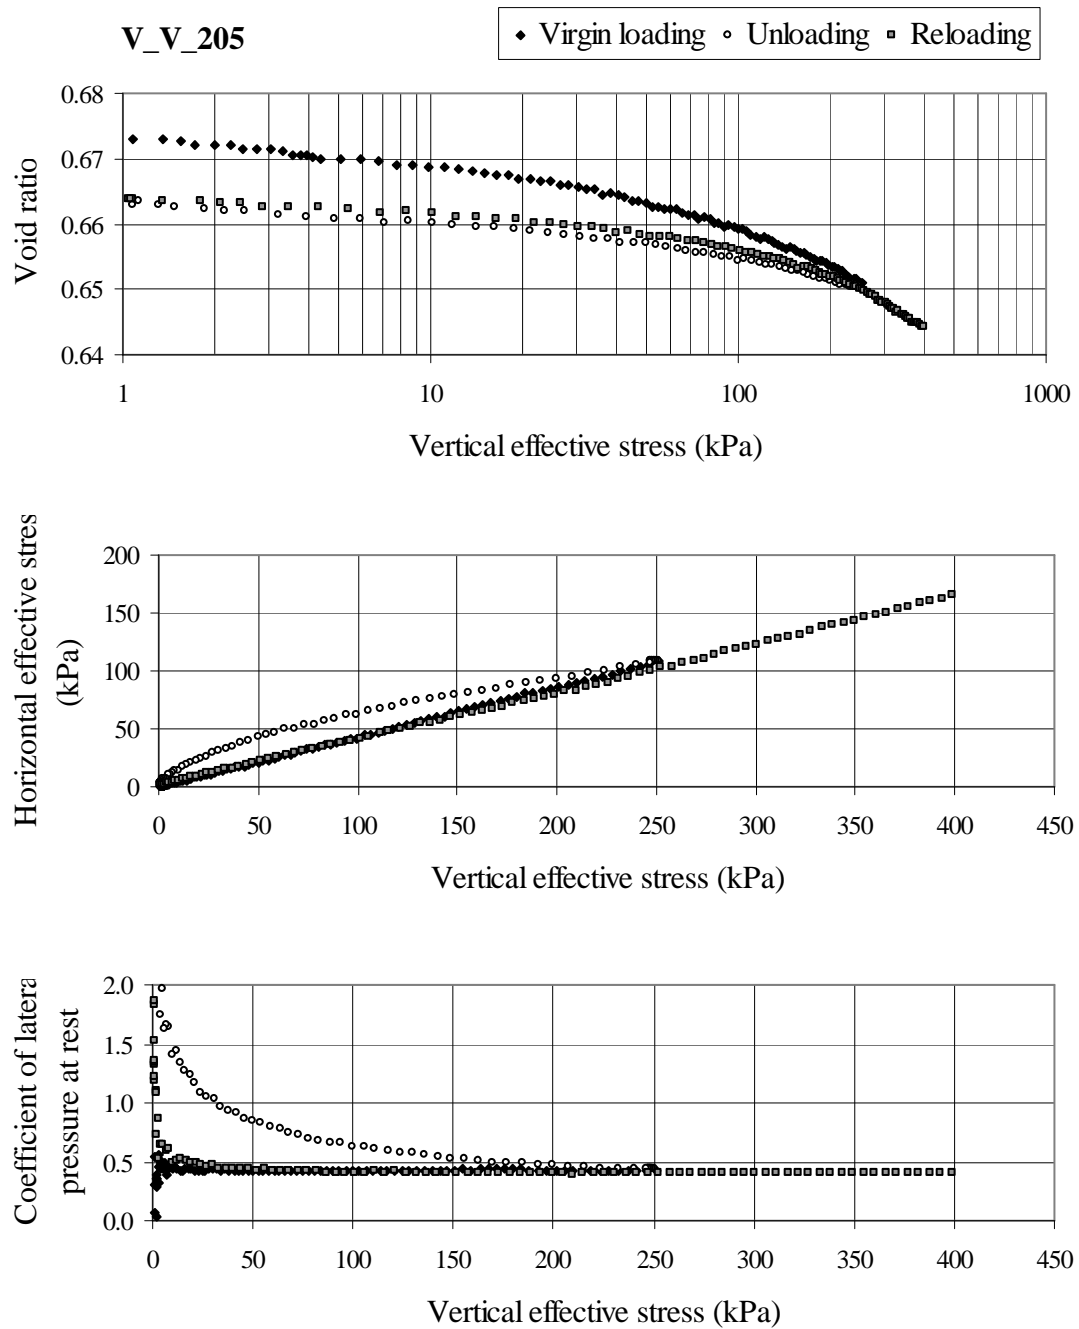 V_V_205
Virgin loading Unloading Reloading
0.68
0.67
0.66
0.65
0.64
Void ratio
1 10 100 1000
Vertical effective stress (kPa)
200
150
100
50
0
Horizontal effective stres
(kPa)
0 50 100 150 200 250 300 350 400 450
Vertical effective stress (kPa)
2.0
1.5
1.0
0.5
0.0
Coefficient of latera
pressure at rest
0 50 100 150 200 250 300 350 400 450
Vertical effective stress (kPa)